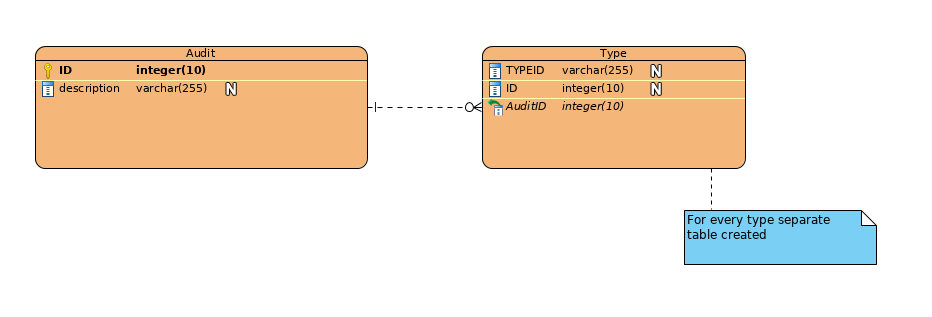 Audit
ID integer(10)
description varchar(255) N
Type
TYPEID varchar(255) N
ID integer(10) N
AuditID integer(10)
For every type separate
table created